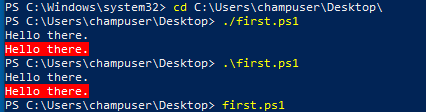 PS C:\Windows\system32> cd C:\Users\champuser\Desktop\
PS C:\Users\champuser\Desktop> ./first.ps1
Hello there.
Hello there.
PS C:\Users\champuser\Desktop> .\first.ps1
Hello there.
Hello there.
PS C:\Users\champuser\Desktop> first.ps1